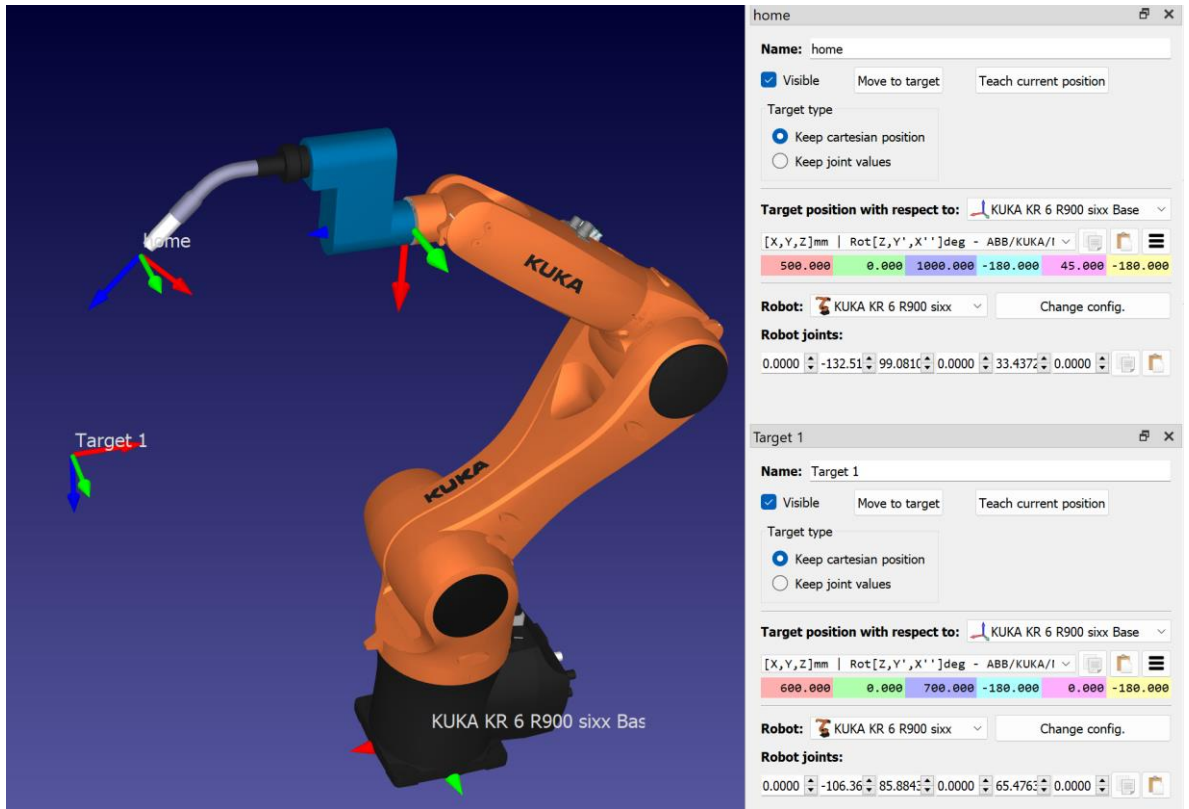 home
KUKA
KUKA
Target 1
KUKA KR 6 R900 sixx Bas
home
Name: home
Visible
Move to target
Teach current position
Target type
Keep cartesian position
Keep joint values
Target position with respect to: KUKA KR 6 R900 sixx Base
[X,Y,Z]mm | Rot[Z,Y',X'']deg - ABB/KUKA/
500.000 0.000 1000.000 -180.000 45.000 -180.000
Robot: KUKA KR 6 R900 sixx Change config.
Robot joints:
0.0000 -132.51 99.0810 0.0000 33.4372 0.0000
Target 1
Name: Target 1
Visible
Move to target
Teach current position
Target type
Keep cartesian position
Keep joint values
Target position with respect to: KUKA KR 6 R900 sixx Base
[X,Y,Z]mm | Rot[Z,Y',X'']deg - ABB/KUKA/
600.000 0.000 700.000 -180.000 0.000 -180.000
Robot: KUKA KR 6 R900 sixx Change config.
Robot joints:
0.0000 -106.36 85.8843 0.0000 65.4763 0.0000